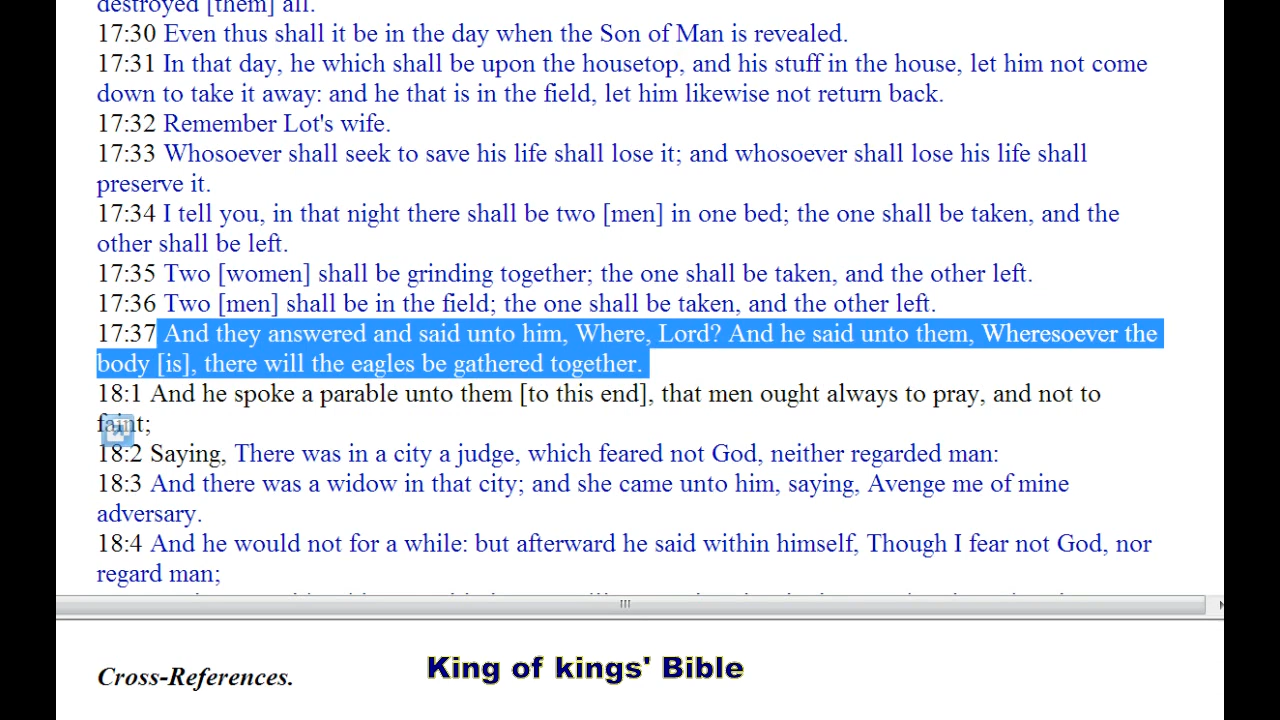 destroyed [them] all.
17:30 Even thus shall it be in the day when the Son of Man is revealed.
17:31 In that day, he which shall be upon the housetop, and his stuff in the house, let him not come
down to take it away: and he that is in the field, let him likewise not return back.
17:32 Remember Lot's wife.
17:33 Whosoever shall seek to save his life shall lose it; and whosoever shall lose his life shall
preserve it.
17:34 I tell you, in that night there shall be two [men] in one bed; the one shall be taken, and the
other shall be left.
17:35 Two [women] shall be grinding together; the one shall be taken, and the other left.
17:36 Two [men] shall be in the field; the one shall be taken, and the other left.
17:37 And they answered and said unto him, Where, Lord? And he said unto them, Wheresoever the
body [is], there will the eagles be gathered together.
18:1 And he spoke a parable unto them [to this end], that men ought always to pray, and not to
faint;
18:2 Saying, There was in a city a judge, which feared not God, neither regarded man:
18:3 And there was a widow in that city; and she came unto him, saying, Avenge me of mine
adversary.
18:4 And he would not for a while: but afterward he said within himself, Though I fear not God, nor
regard man;
Cross-References.
King of kings' Bible